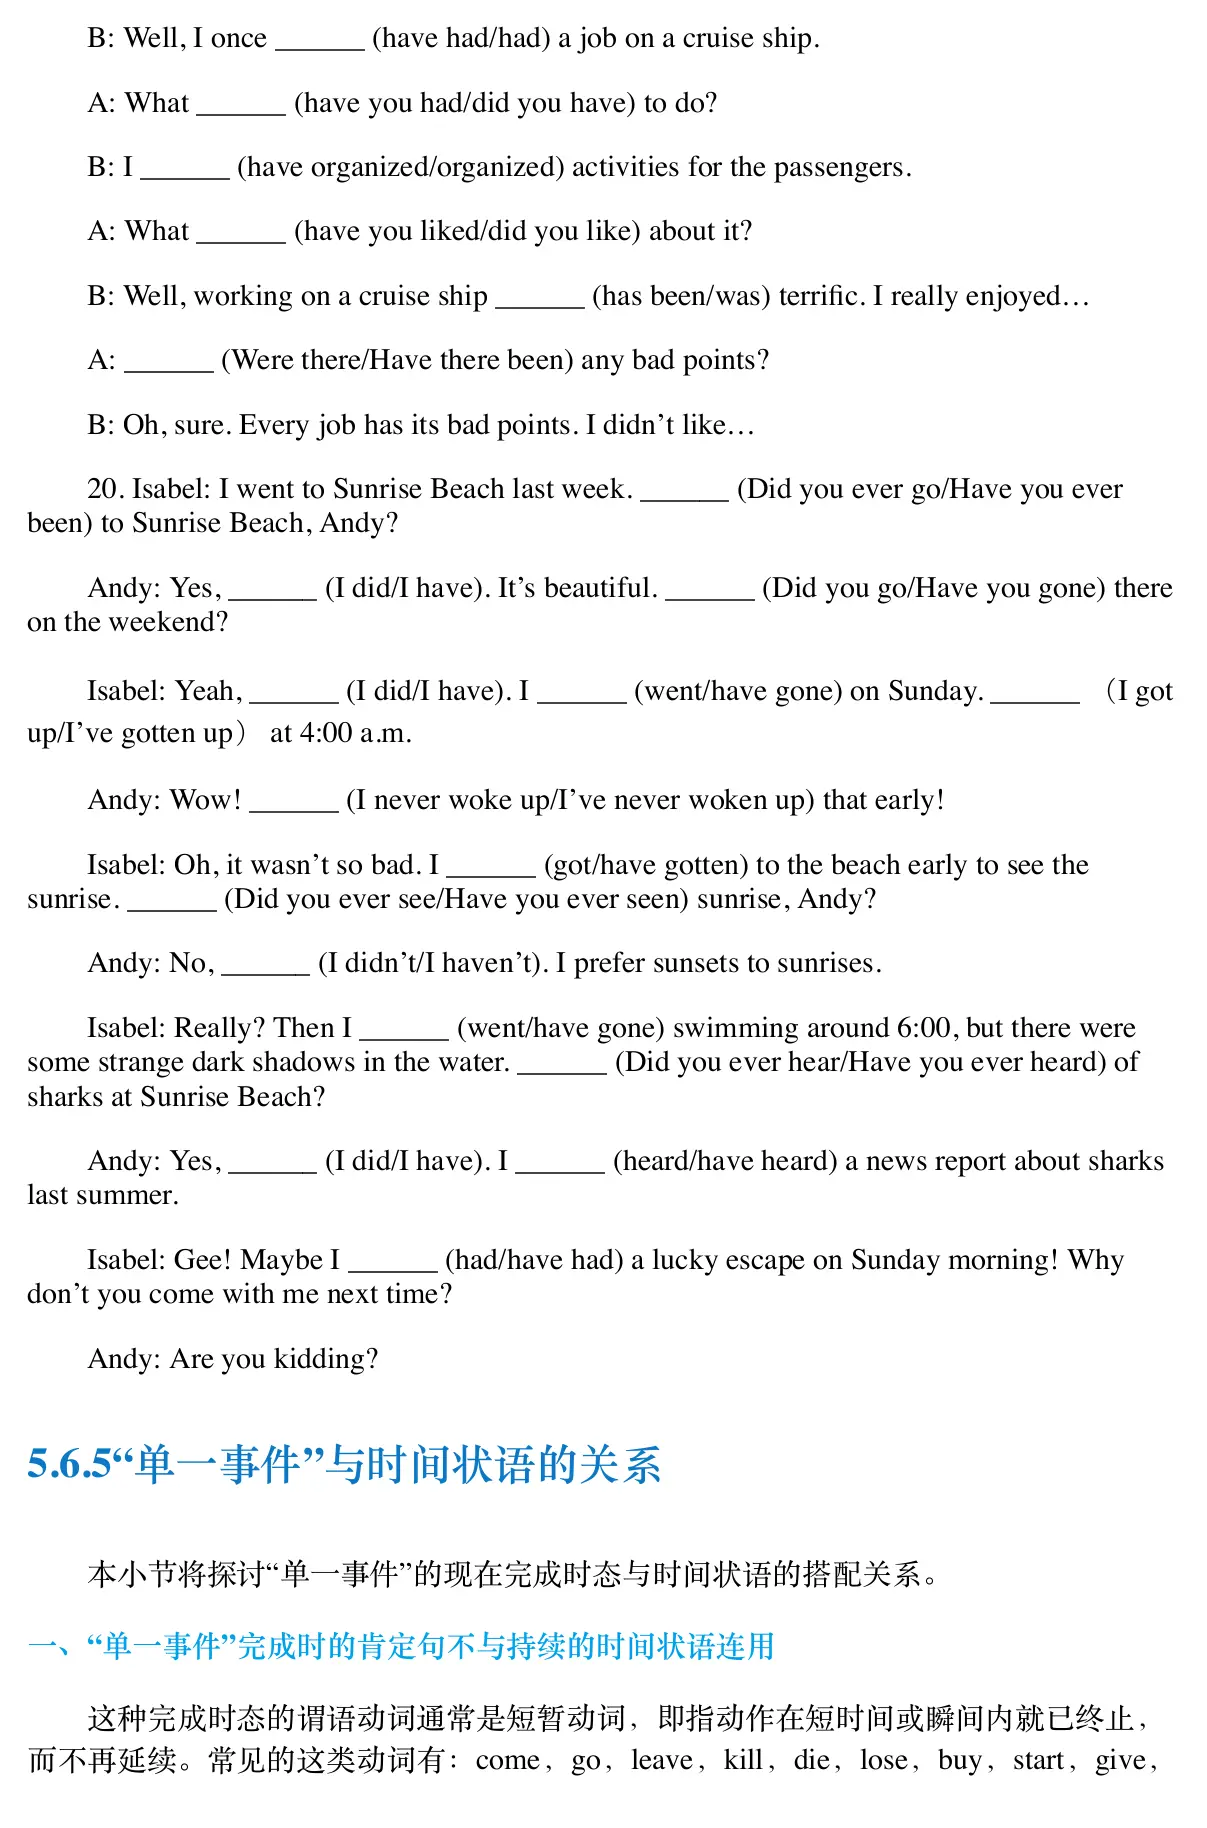 B: Well, I once ______ (have had/had) a job on a cruise ship.
A: What ______ (have you had/did you have) to do?
B: I ______ (have organized/organized) activities for the passengers.
A: What ______ (have you liked/did you like) about it?
B: Well, working on a cruise ship ______ (has been/was) terrific. I really enjoyed…
A: ______ (Were there/Have there been) any bad points?
B: Oh, sure. Every job has its bad points. I didn’t like…
20. Isabel: I went to Sunrise Beach last week. ______ (Did you ever go/Have you ever
been) to Sunrise Beach, Andy?
Andy: Yes, ______ (I did/I have). It’s beautiful. ______ (Did you go/Have you gone) there
on the weekend?
Isabel: Yeah, ______ (I did/I have). I ______ (went/have gone) on Sunday. ______ （I got
up/I’ve gotten up） at 4:00 a.m.
Andy: Wow! ______ (I never woke up/I’ve never woken up) that early!
Isabel: Oh, it wasn’t so bad. I ______ (got/have gotten) to the beach early to see the
sunrise. ______ (Did you ever see/Have you ever seen) sunrise, Andy?
Andy: No, ______ (I didn’t/I haven’t). I prefer sunsets to sunrises.
Isabel: Really? Then I ______ (went/have gone) swimming around 6:00, but there were
some strange dark shadows in the water. ______ (Did you ever hear/Have you ever heard) of
sharks at Sunrise Beach?
Andy: Yes, ______ (I did/I have). I ______ (heard/have heard) a news report about sharks
last summer.
Isabel: Gee! Maybe I ______ (had/have had) a lucky escape on Sunday morning! Why
don’t you come with me next time?
Andy: Are you kidding?
5.6.5“单一事件”与时间状语的关系
本小节将探讨“单一事件”的现在完成时态与时间状语的搭配关系。
一、“单一事件”完成时的肯定句不与持续的时间状语连用
这种完成时态的谓语动词通常是短暂动词，即指动作在短时间或瞬间内就已终止，
而不再延续。常见的这类动词有：come，go，leave，kill，die，lose，buy，start，give，